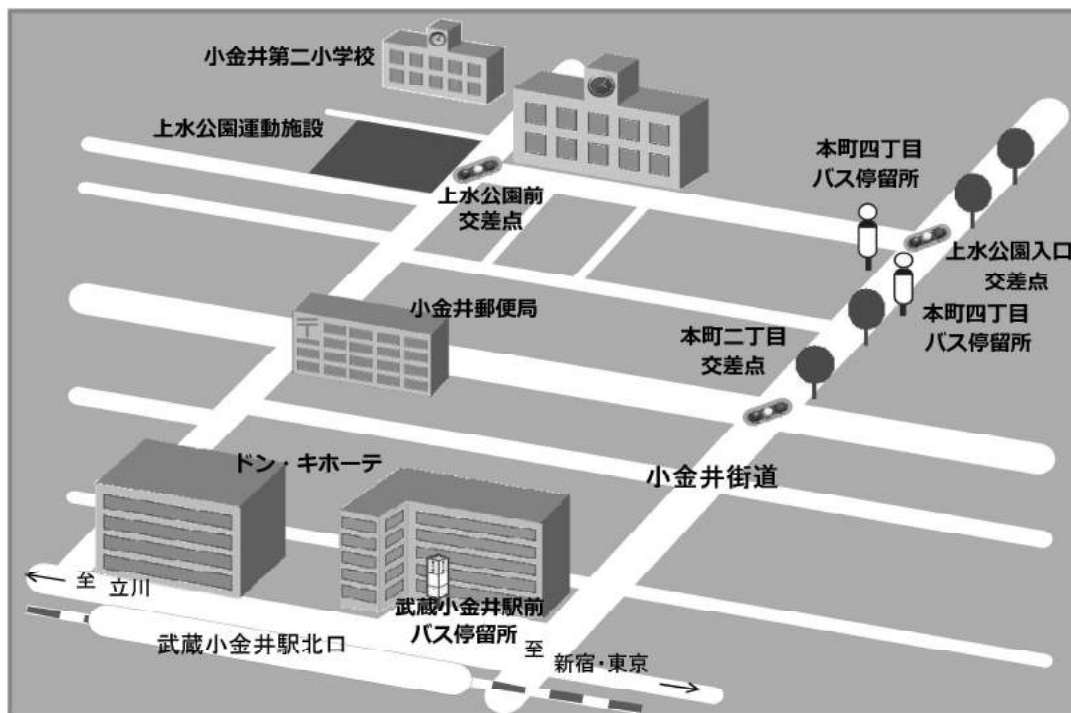 小金井第二小学校
上水公園運動施設
本町四丁目
バス停留所
上水公園前
交差点
上水公園入口
交差点
小金井郵便局
本町二丁目
交差点
本町四丁目
バス停留所
ドン・キホーテ
小金井街道
至 立川
武蔵小金井駅前
バス停留所
武蔵小金井駅北口
至 新宿・東京